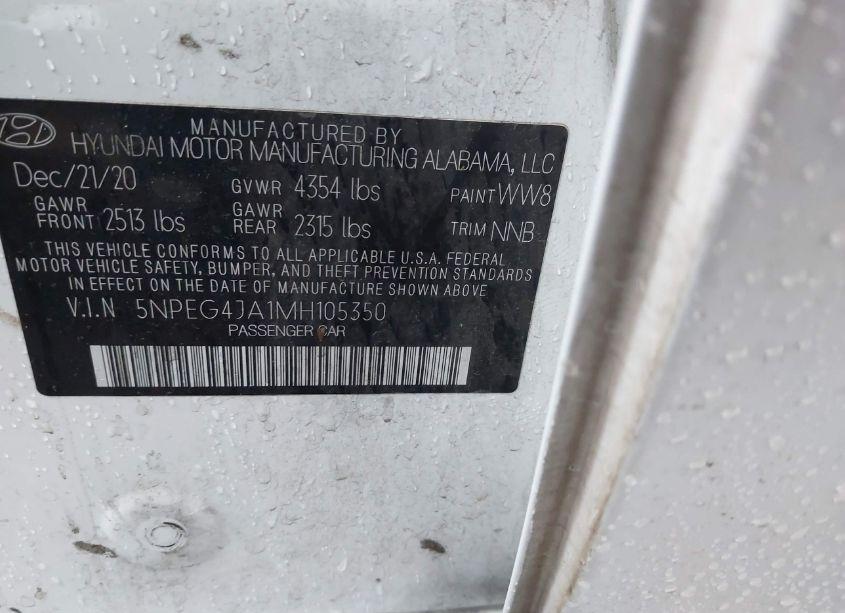 MANUFACTURED BY
HYUNDAI MOTOR MANUFACTURING ALABAMA, LLC
Dec/21/20 GVWR 4354 lbs PAINT WW8
GAWR FRONT 2513 lbs GAWR REAR 2315 lbs TRIM NNB
THIS VEHICLE CONFORMS TO ALL APPLICABLE U.S.A. FEDERAL
MOTOR VEHICLE SAFETY, BUMPER, AND THEFT PREVENTION STANDARDS
IN EFFECT ON THE DATE OF MANUFACTURE SHOWN ABOVE.
V.I.N 5NPEG4JA1MH105350
PASSENGER CAR